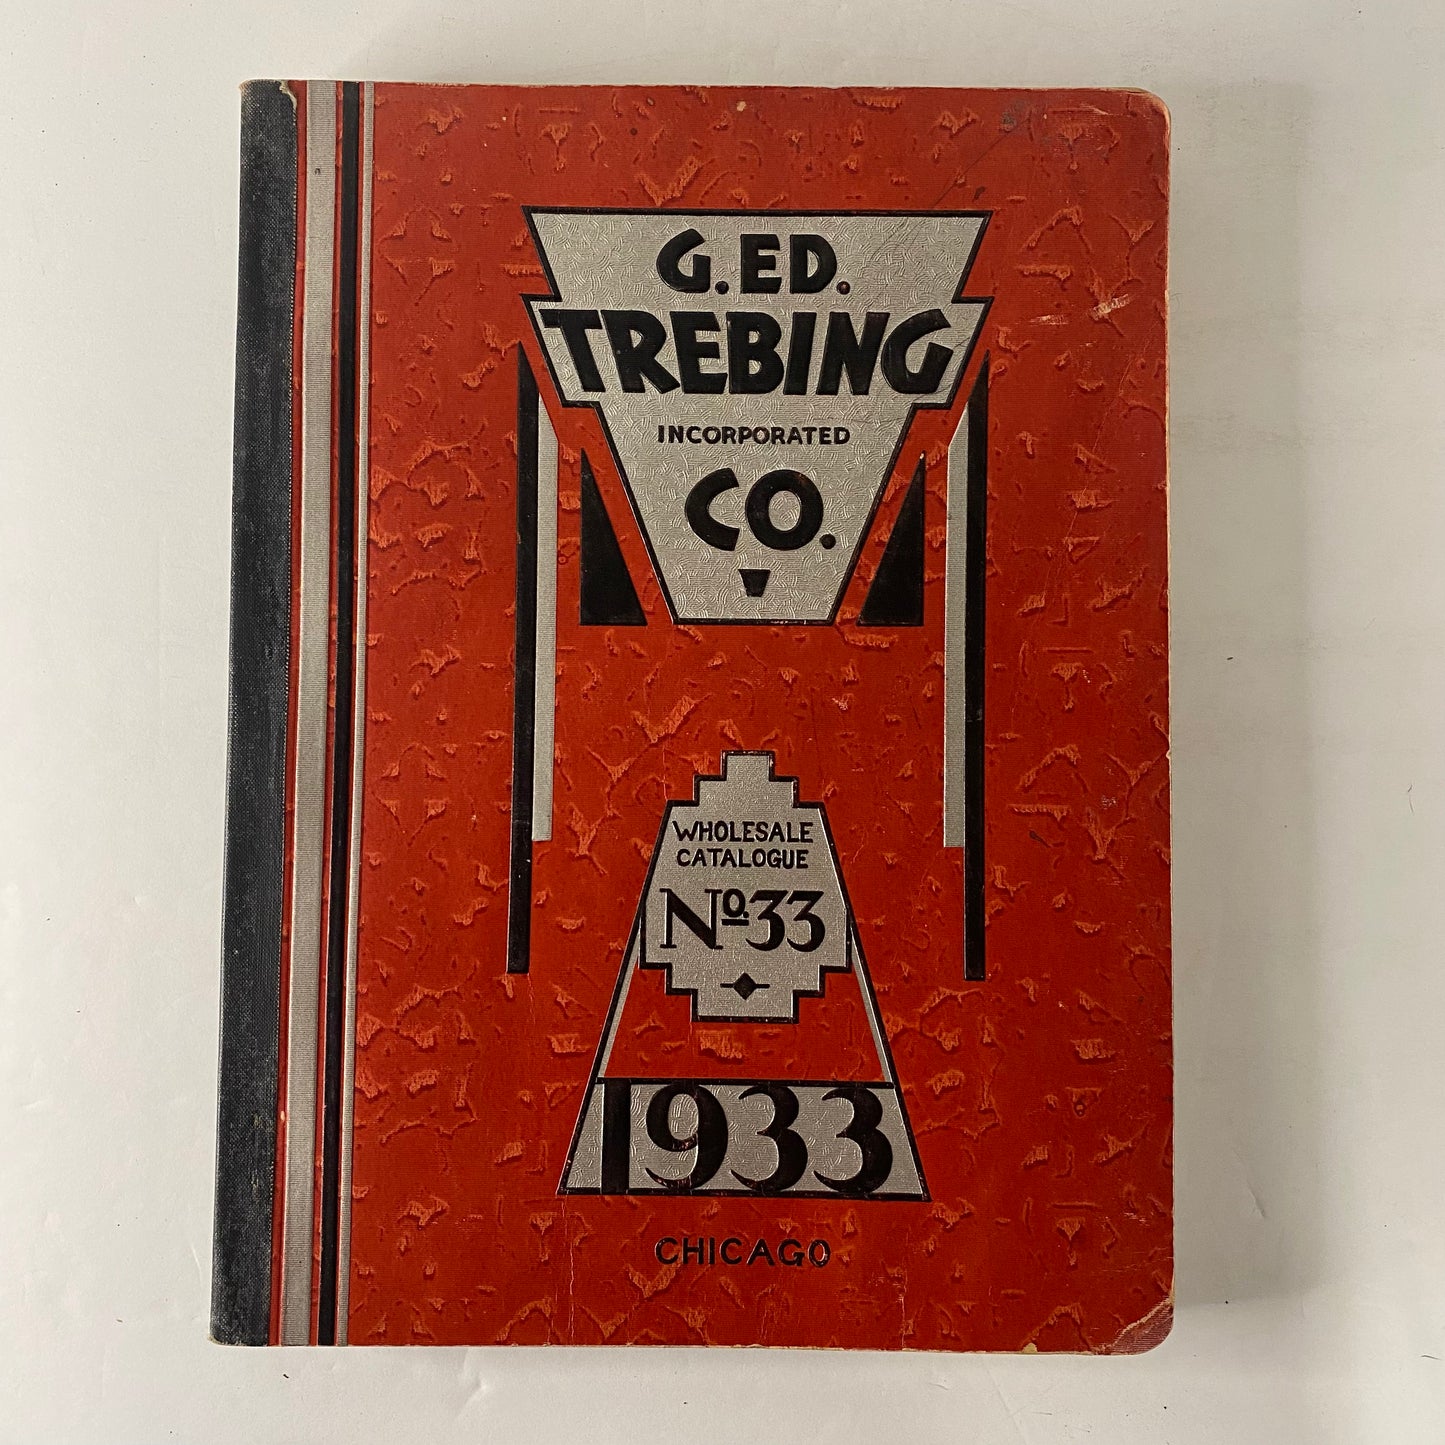 G.ED.
TREBING
INCORPORATED
CO.
WHOLESALE
CATALOGUE
No. 33
1933
CHICAGO